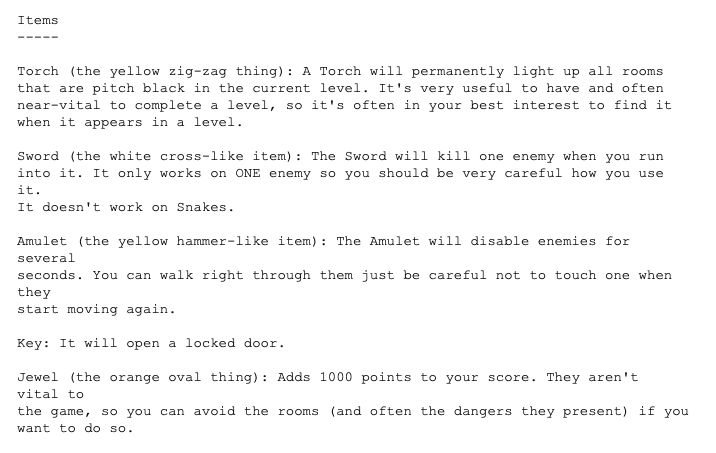 Items
-----
Torch (the yellow zig-zag thing): A Torch will permanently light up all rooms
that are pitch black in the current level. It's very useful to have and often
near-vital to complete a level, so it's often in your best interest to find it
when it appears in a level.
Sword (the white cross-like item): The Sword will kill one enemy when you run
into it. It only works on ONE enemy so you should be very careful how you use
it.
It doesn't work on Snakes.
Amulet (the yellow hammer-like item): The Amulet will disable enemies for
several
seconds. You can walk right through them just be careful not to touch one when
they
start moving again.
Key: It will open a locked door.
Jewel (the orange oval thing): Adds 1000 points to your score. They aren't
vital to
the game, so you can avoid the rooms (and often the dangers they present) if you
want to do so.